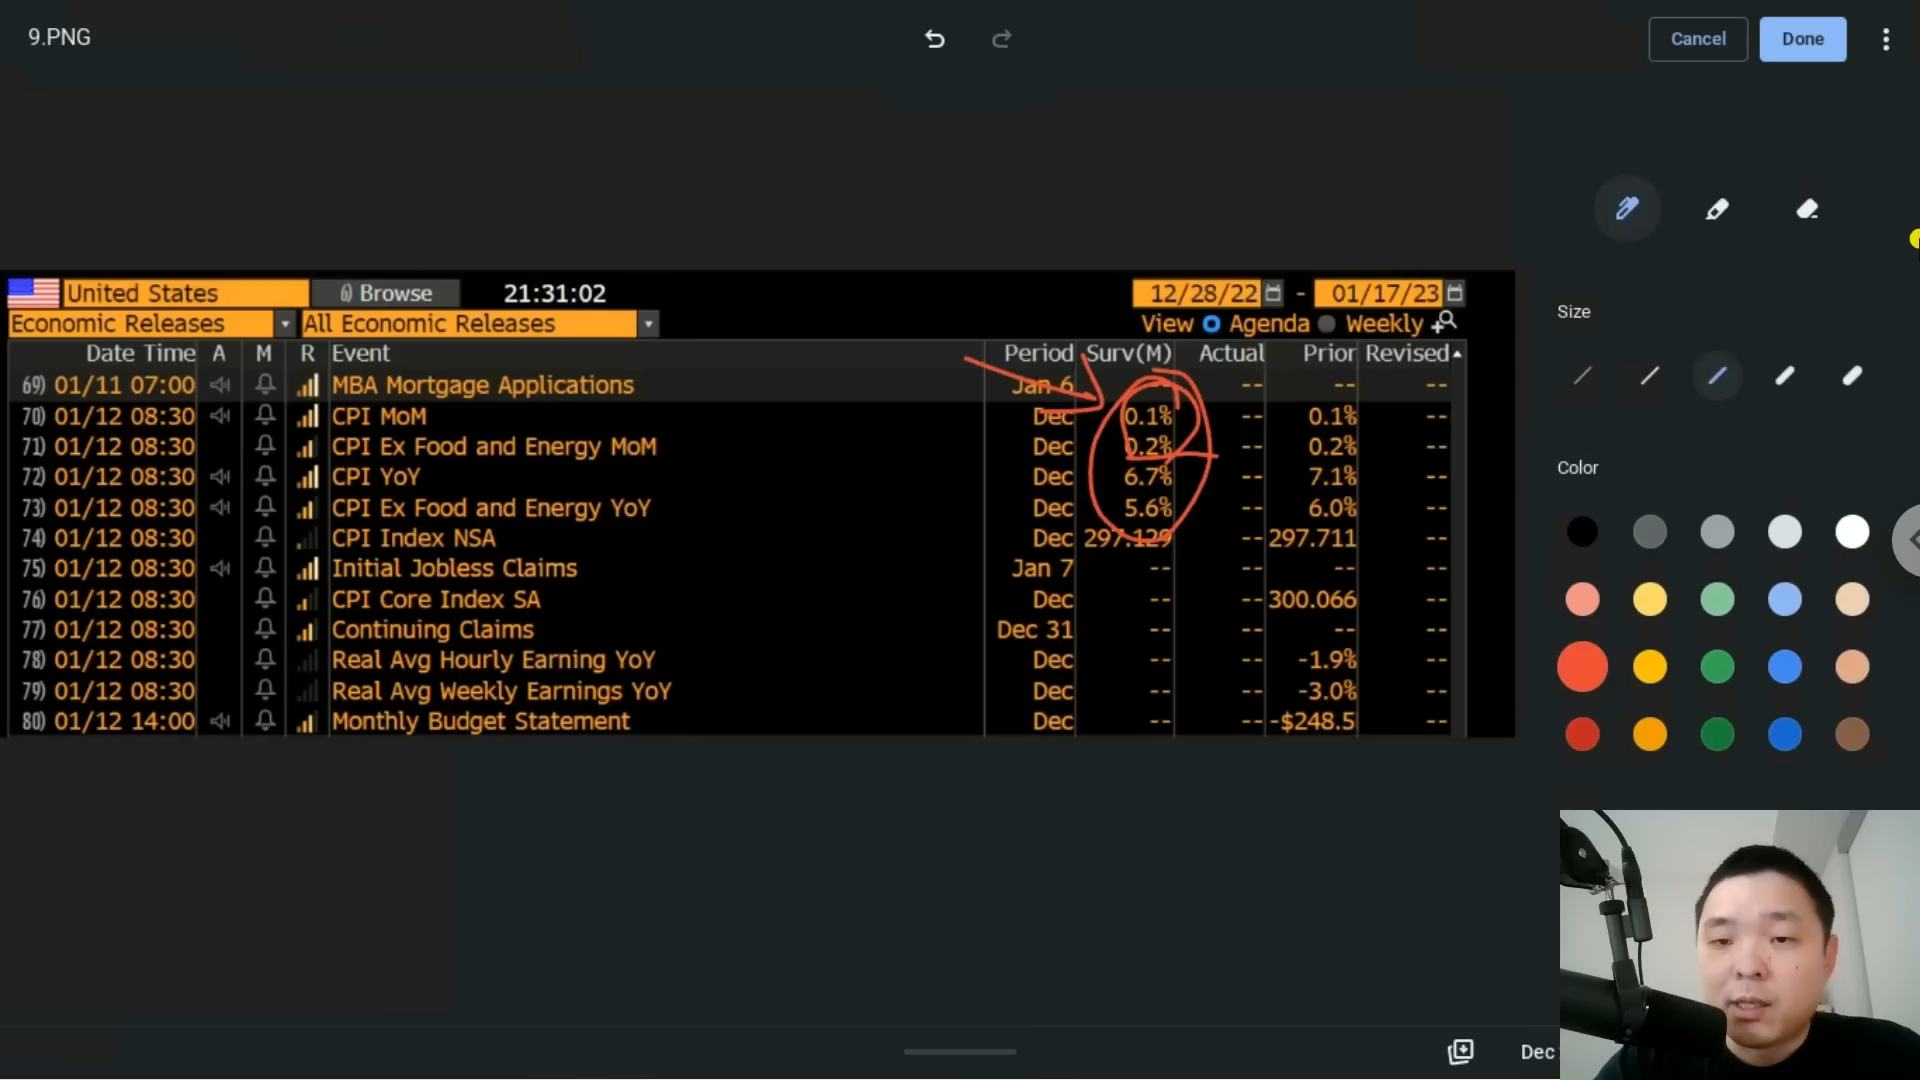 9.PNG
Cancel Done
United States Browse 21:31:02 12/28/22 - 01/17/23
Economic Releases All Economic Releases View Agenda Weekly
Date Time A M R Event Period Surv(M) Actual Prior Revised
69) 01/11 07:00 MBA Mortgage Applications Jan 6 -- -- -- --
70) 01/12 08:30 CPI MoM Dec 0.1% -- 0.1% --
71) 01/12 08:30 CPI Ex Food and Energy MoM Dec 0.2% -- 0.2% --
72) 01/12 08:30 CPI YoY Dec 6.7% -- 7.1% --
73) 01/12 08:30 CPI Ex Food and Energy YoY Dec 5.6% -- 6.0% --
74) 01/12 08:30 CPI Index NSA Dec 297.129 -- 297.711 --
75) 01/12 08:30 Initial Jobless Claims Jan 7 -- -- -- --
76) 01/12 08:30 CPI Core Index SA Dec -- -- 300.066 --
77) 01/12 08:30 Continuing Claims Dec 31 -- -- -- --
78) 01/12 08:30 Real Avg Hourly Earning YoY Dec -- -- -1.9% --
79) 01/12 08:30 Real Avg Weekly Earnings YoY Dec -- -- -3.0% --
80) 01/12 14:00 Monthly Budget Statement Dec -- -- -$248.5 --
Size
Color
Dec